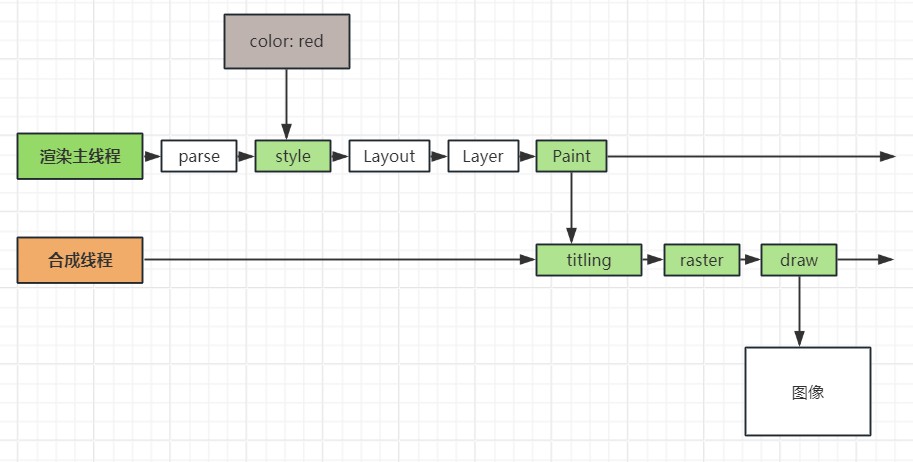 color: red
渲染主线程
parse
style
Layout
Layer
Paint
合成线程
titling
raster
draw
图像